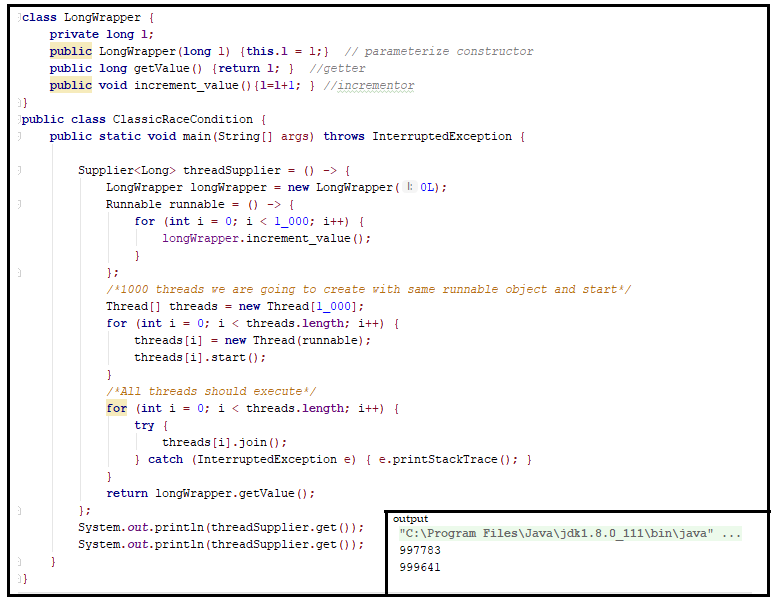 class LongWrapper {
    private long l;
    public LongWrapper(long l) {this.l = l;}  // parameterize constructor
    public long getValue() {return l; }  //getter
    public void increment_value(){l=l+1; } //incrementor
}
public class ClassicRaceCondition {
    public static void main(String[] args) throws InterruptedException {
        Supplier<Long> threadSupplier = () -> {
            LongWrapper longWrapper = new LongWrapper( l: 0L);
            Runnable runnable = () -> {
                for (int i = 0; i < 1_000; i++) {
                    longWrapper.increment_value();
                }
            };
            /*1000 threads we are going to create with same runnable object and start*/
            Thread[] threads = new Thread[1_000];
            for (int i = 0; i < threads.length; i++) {
                threads[i] = new Thread(runnable);
                threads[i].start();
            }
            /*All threads should execute*/
            for (int i = 0; i < threads.length; i++) {
                try {
                    threads[i].join();
                } catch (InterruptedException e) { e.printStackTrace(); }
            }
            return longWrapper.getValue();
        };
        System.out.println(threadSupplier.get());
        System.out.println(threadSupplier.get());
    }
}
output
"C:\Program Files\Java\jdk1.8.0_111\bin\java" ...
997783
999641